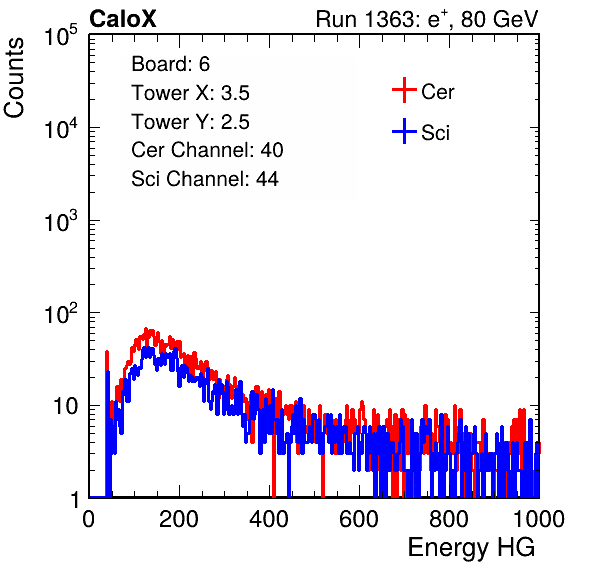 CaloX Run 1363: e⁺, 80 GeV
Counts
Board: 6
Tower X: 3.5
Tower Y: 2.5
Cer Channel: 40
Sci Channel: 44
Cer
Sci
10⁵
10⁴
10³
10²
10
1
0 200 400 600 800 1000
Energy HG